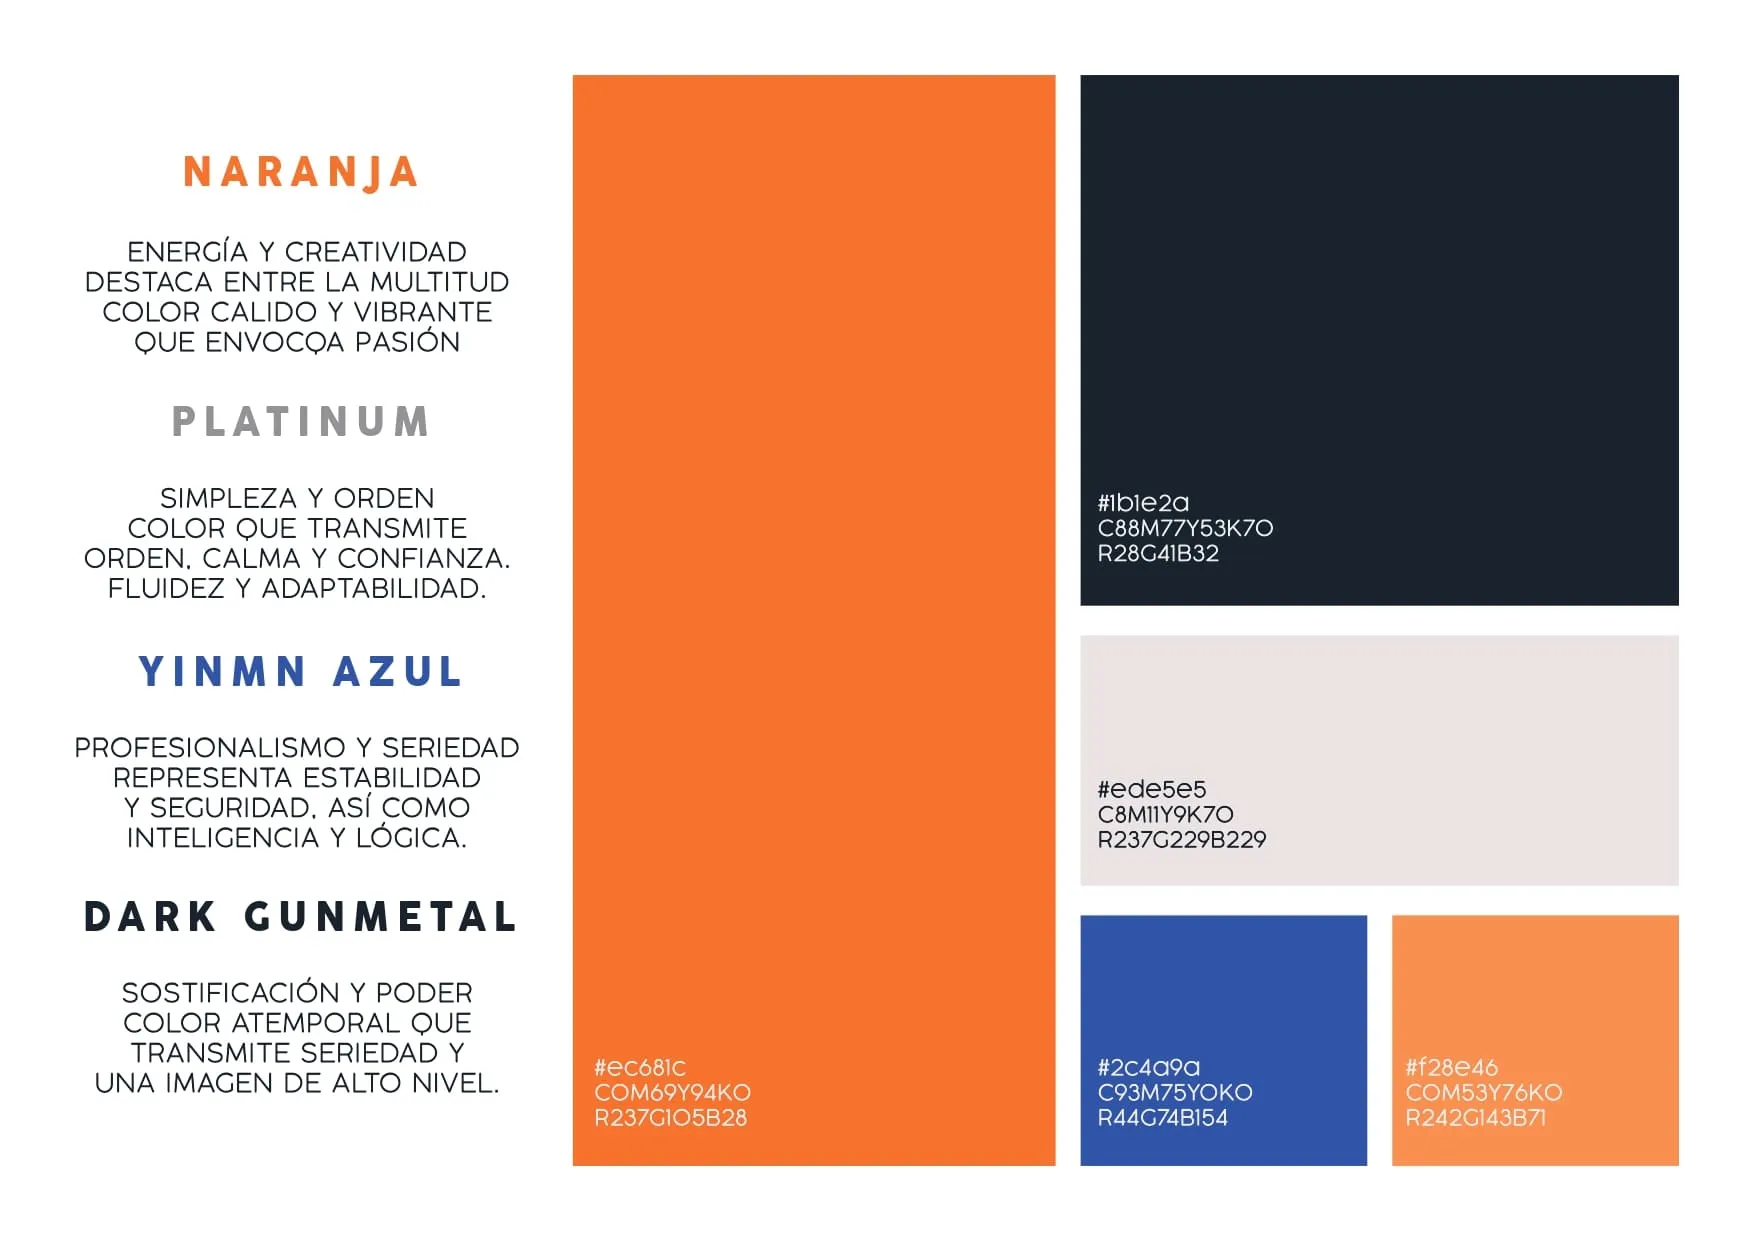 NARANJA
ENERGÍA Y CREATIVIDAD
DESTACA ENTRE LA MULTITUD
COLOR CALIDO Y VIBRANTE
QUE ENVOCQA PASIÓN
PLATINUM
SIMPLEZA Y ORDEN
COLOR QUE TRANSMITE
ORDEN, CALMA Y CONFIANZA.
FLUIDEZ Y ADAPTABILIDAD.
YINMN AZUL
PROFESIONALISMO Y SERIEDAD
REPRESENTA ESTABILIDAD
Y SEGURIDAD, ASÍ COMO
INTELIGENCIA Y LÓGICA.
DARK GUNMETAL
SOSTIFICACIÓN Y PODER
COLOR ATEMPORAL QUE
TRANSMITE SERIEDAD Y
UNA IMAGEN DE ALTO NIVEL.
#ec681c
C0M69Y94K0
R237G105B28
#1b1e2a
C88M77Y53K70
R28G41B32
#ede5e5
C8M11Y9K70
R237G229B229
#2c4a9a
C93M75Y0K0
R44G74B154
#f28e46
C0M53Y76K0
R242G143B71